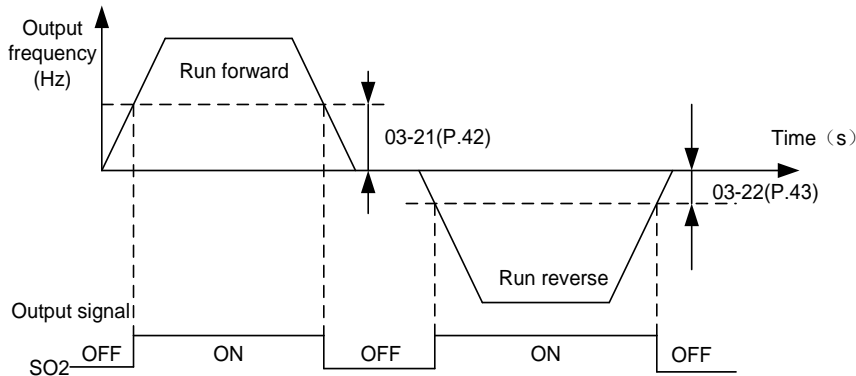 Output
frequency
(Hz)
Run forward
03-21(P.42)
Time（s）
03-22(P.43)
Run reverse
Output signal
SO2 OFF ON OFF ON OFF